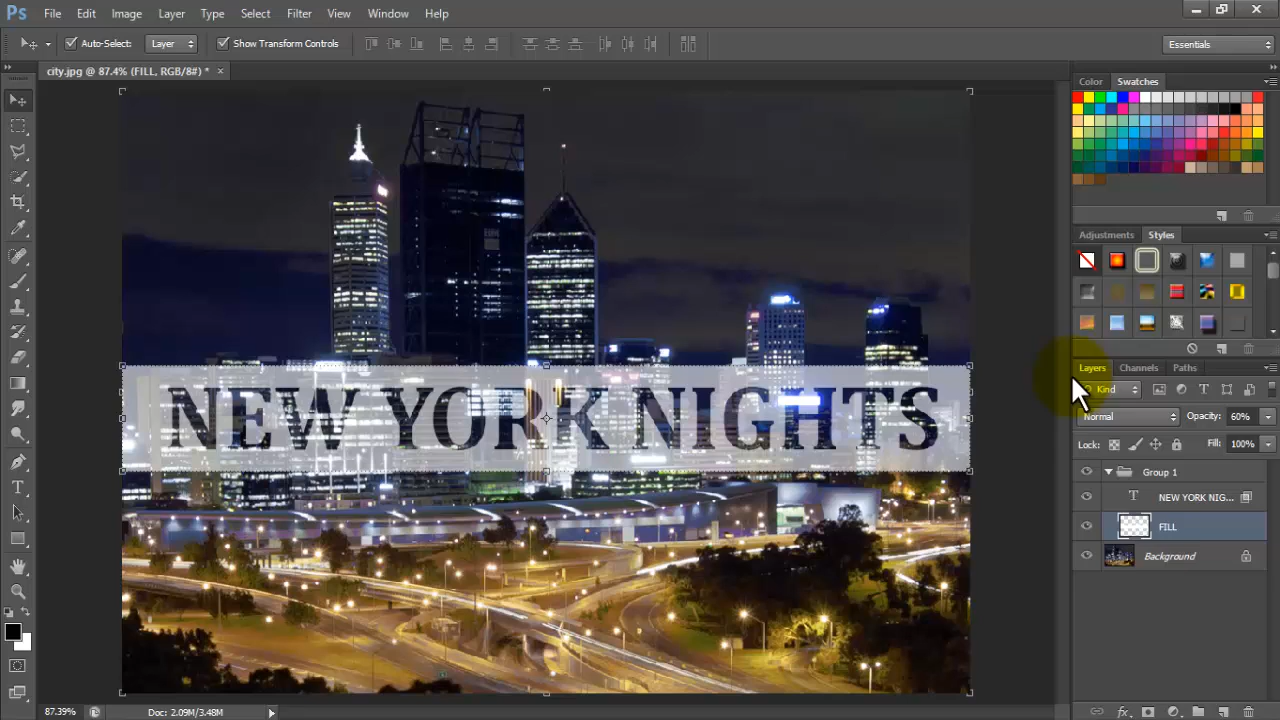 Ps File Edit Image Layer Type Select Filter View Window Help
Auto-Select: Layer Show Transform Controls Essentials
city.jpg @ 87.4% (FILL, RGB/8#) * ×
Color Swatches
Adjustments Styles
Layers Channels Paths
Kind
Normal Opacity: 60%
Lock: Fill: 100%
Group 1
T NEW YORK NIG...
FILL
Background
NEW YORK NIGHTS
87.39% Doc: 2.09M/3.48M
fx